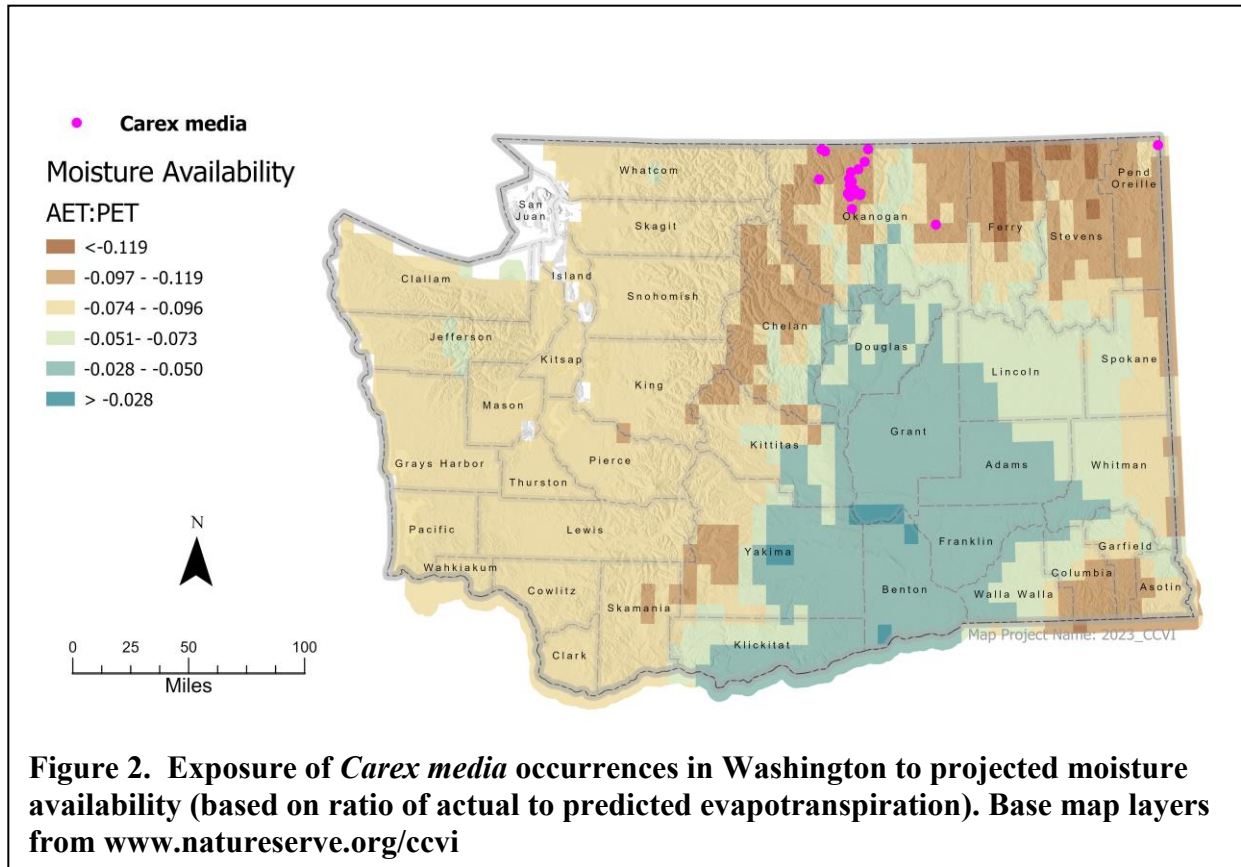 Carex media
Moisture Availability
AET:PET
<-0.119
-0.097 - -0.119
-0.074 - -0.096
-0.051- -0.073
-0.028 - -0.050
> -0.028
N
0 25 50 100
Miles
Whatcom
San
Juan
Skagit
Island
Clallam
Snohomish
Jefferson
Kitsap
King
Mason
Grays Harbor
Pierce
Thurston
Pacific
Lewis
Wahkiakum
Cowlitz
Skamania
Clark
Okanogan
Ferry
Stevens
Pend
Oreille
Chelan
Douglas
Lincoln
Spokane
Grant
Kittitas
Adams
Whitman
Yakima
Franklin
Garfield
Columbia
Asotin
Benton
Walla Walla
Klickitat
Map Project Name: 2023_CCVI
Figure 2. Exposure of Carex media occurrences in Washington to projected moisture
availability (based on ratio of actual to predicted evapotranspiration). Base map layers
from www.natureserve.org/ccvi